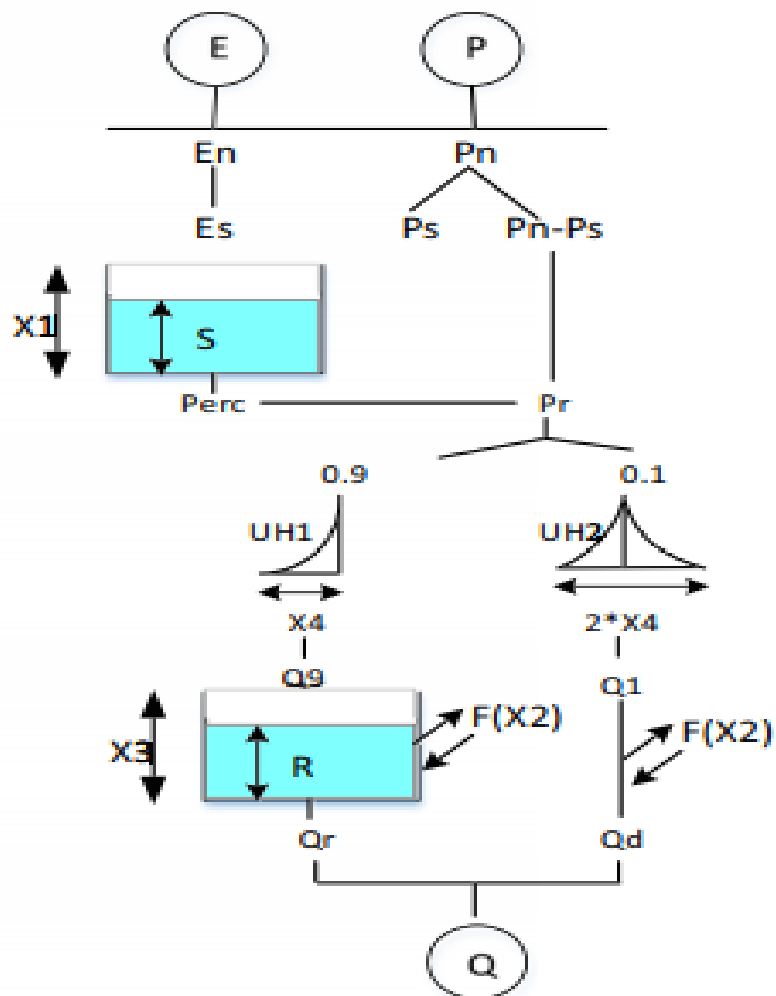 E P
En Pn
Es Ps Pn-Ps
X1 S
Perc Pr
0.9 0.1
UH1 UH2
X4 2*X4
Q9 Q1
X3 R F(X2) F(X2)
Qr Qd
Q